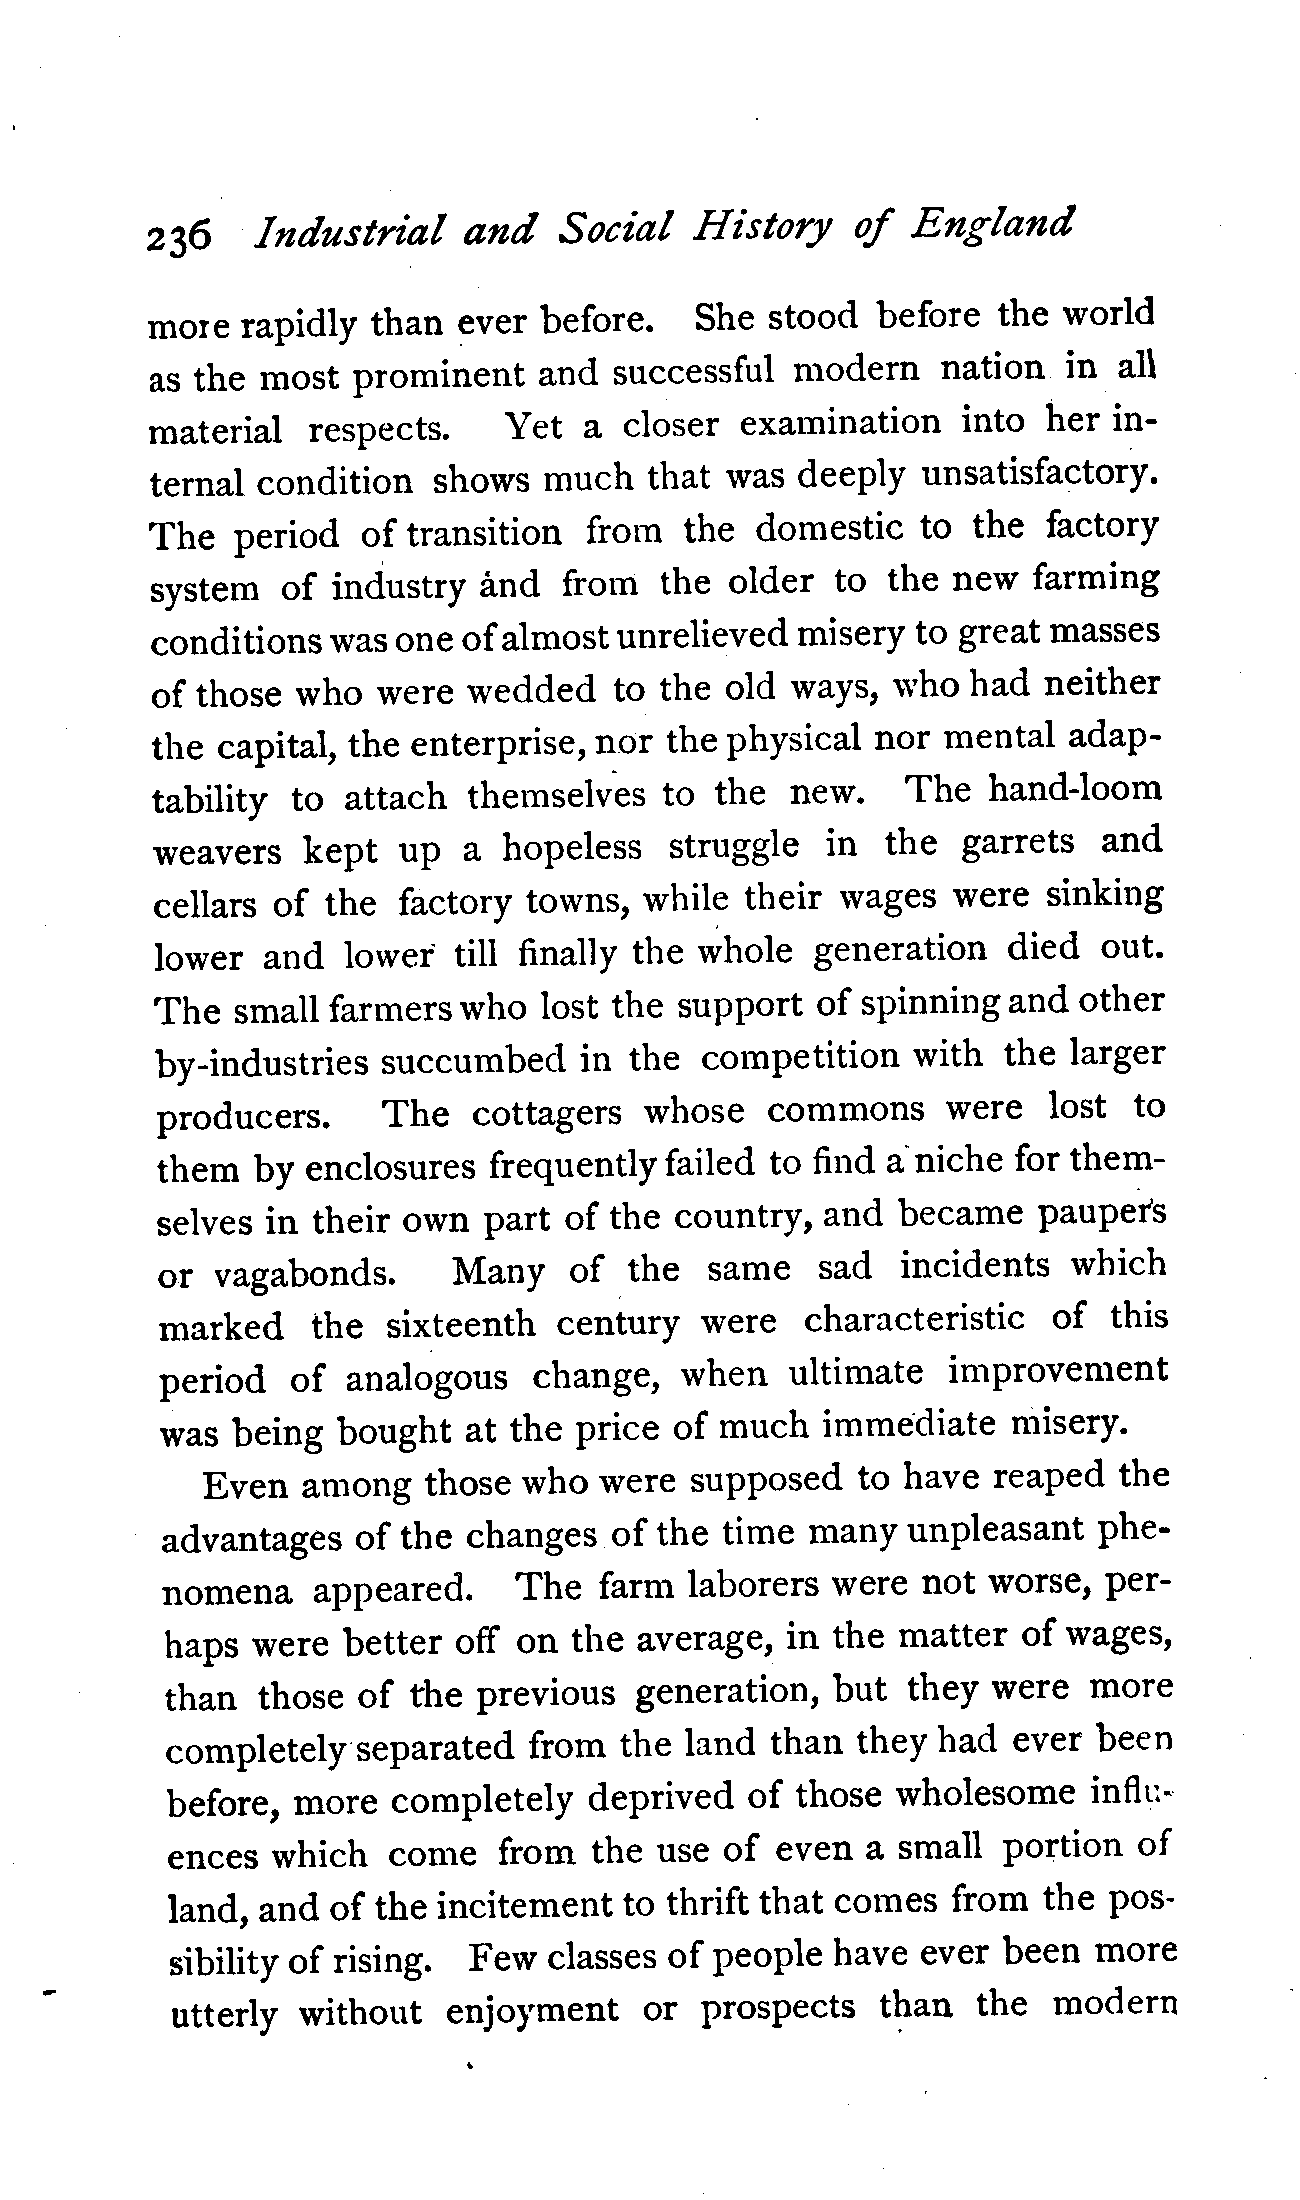 236 Industrial and Social History of England
more rapidly than ever before. She stood before the world
as the most prominent and successful modern nation in all
material respects. Yet a closer examination into her in-
ternal condition shows much that was deeply unsatisfactory.
The period of transition from the domestic to the factory
system of industry and from the older to the new farming
conditions was one of almost unrelieved misery to great masses
of those who were wedded to the old ways, who had neither
the capital, the enterprise, nor the physical nor mental adap-
tability to attach themselves to the new. The hand-loom
weavers kept up a hopeless struggle in the garrets and
cellars of the factory towns, while their wages were sinking
lower and lower till finally the whole generation died out.
The small farmers who lost the support of spinning and other
by-industries succumbed in the competition with the larger
producers. The cottagers whose commons were lost to
them by enclosures frequently failed to find a niche for them-
selves in their own part of the country, and became paupers
or vagabonds. Many of the same sad incidents which
marked the sixteenth century were characteristic of this
period of analogous change, when ultimate improvement
was being bought at the price of much immediate misery.
Even among those who were supposed to have reaped the
advantages of the changes of the time many unpleasant phe-
nomena appeared. The farm laborers were not worse, per-
haps were better off on the average, in the matter of wages,
than those of the previous generation, but they were more
completely separated from the land than they had ever been
before, more completely deprived of those wholesome influ-
ences which come from the use of even a small portion of
land, and of the incitement to thrift that comes from the pos-
sibility of rising. Few classes of people have ever been more
utterly without enjoyment or prospects than the modern